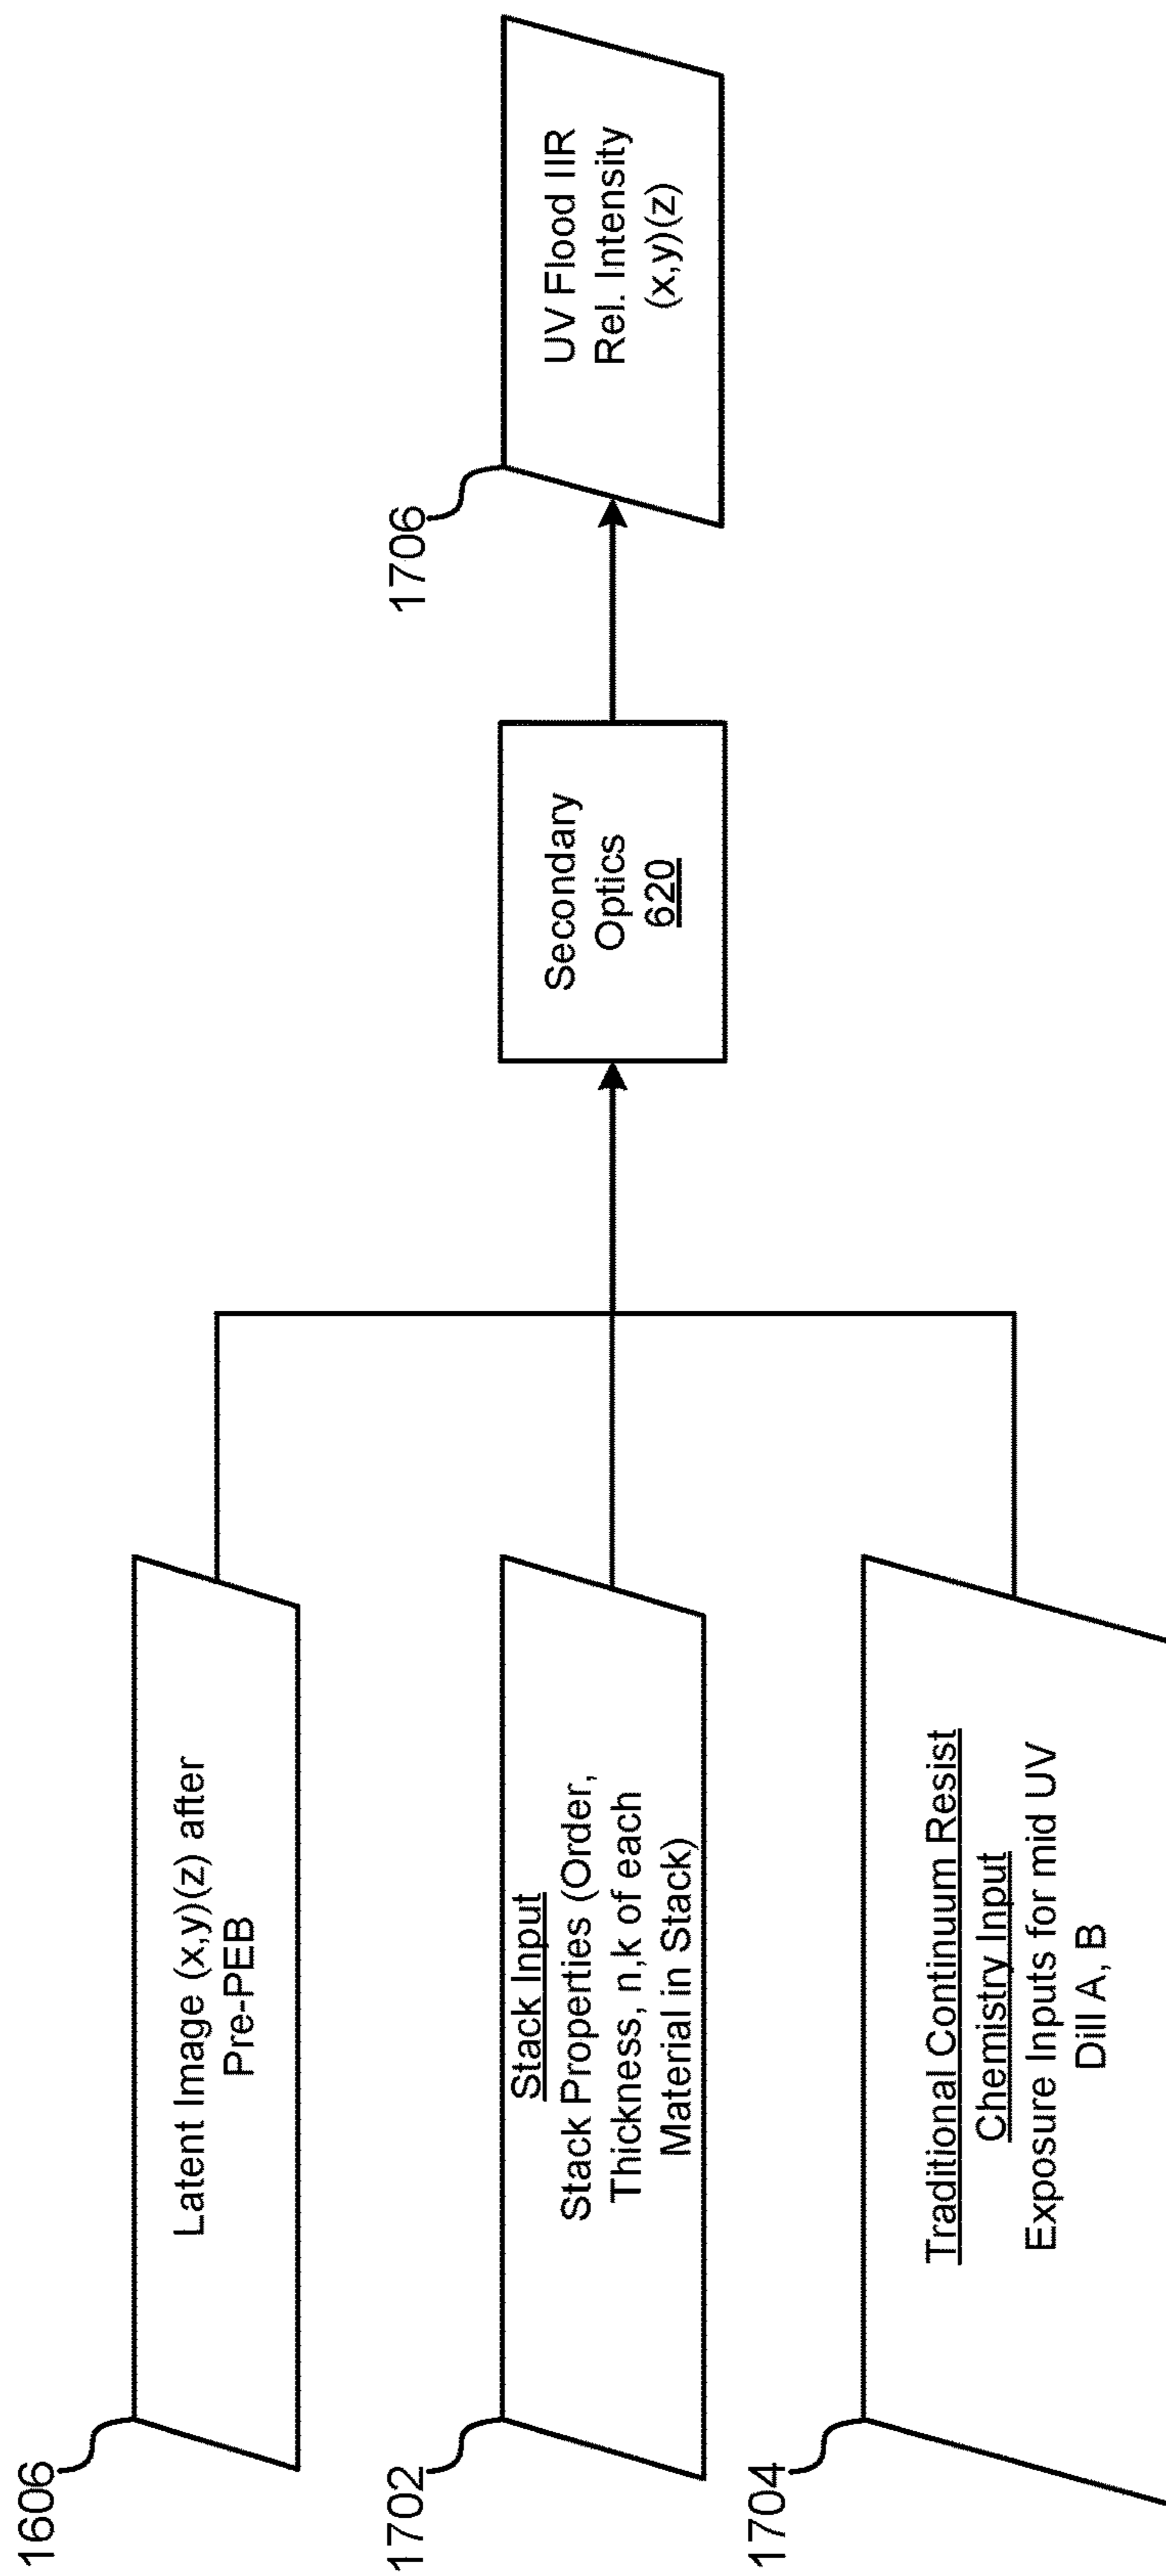 1606
Latent Image (x,y)(z) after
Pre-PEB
1702
Stack Input
Stack Properties (Order,
Thickness, n,k of each
Material in Stack)
1704
Traditional Continuum Resist
Chemistry Input
Exposure Inputs for mid UV
Dill A, B
Secondary
Optics
620
1706
UV Flood IIR
Rel. Intensity
(x,y)(z)